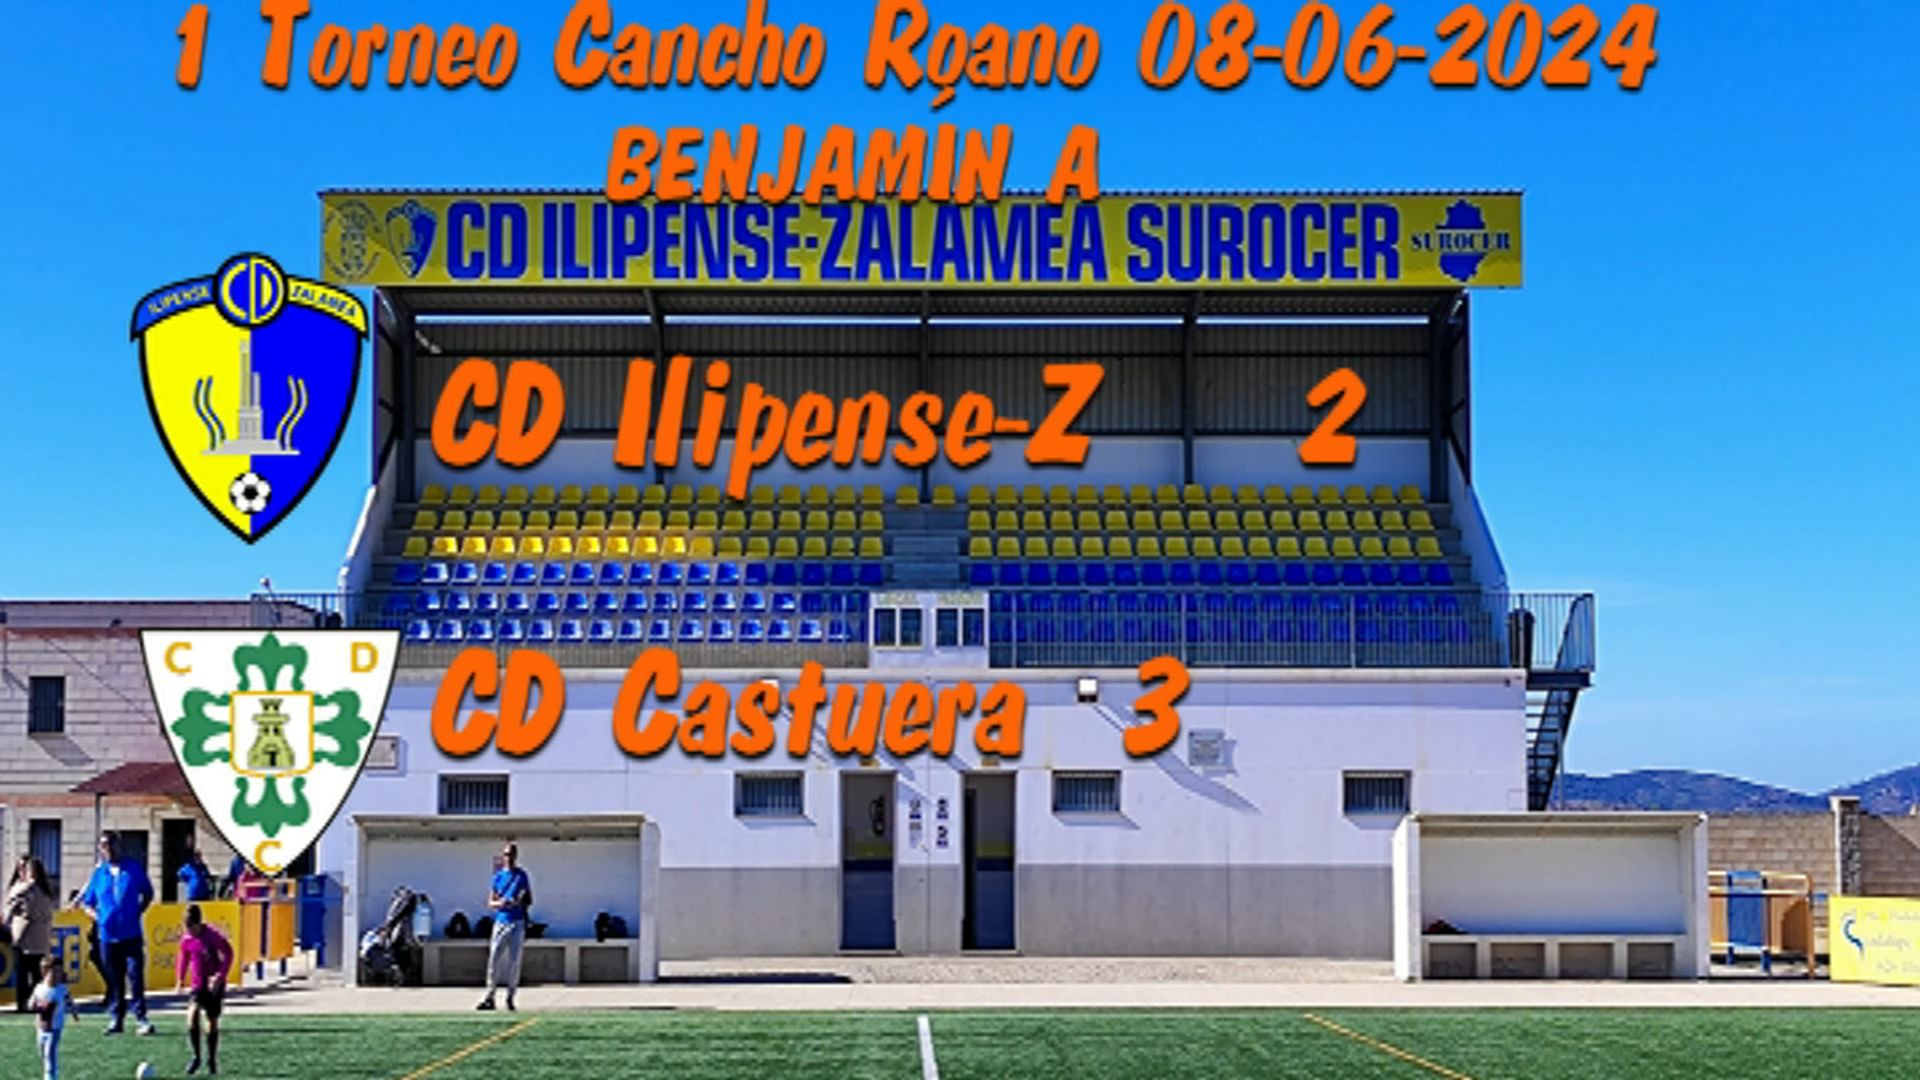 1 Torneo Cancho Roano 08-06-2024
BENJAMÍN A
CD ILIPENSE-ZALAMEA SUROCER
SUROCER
ILIPENSE CD ZALAMEA
CD Ilipense-Z 2
C D
CD Castuera 3
C